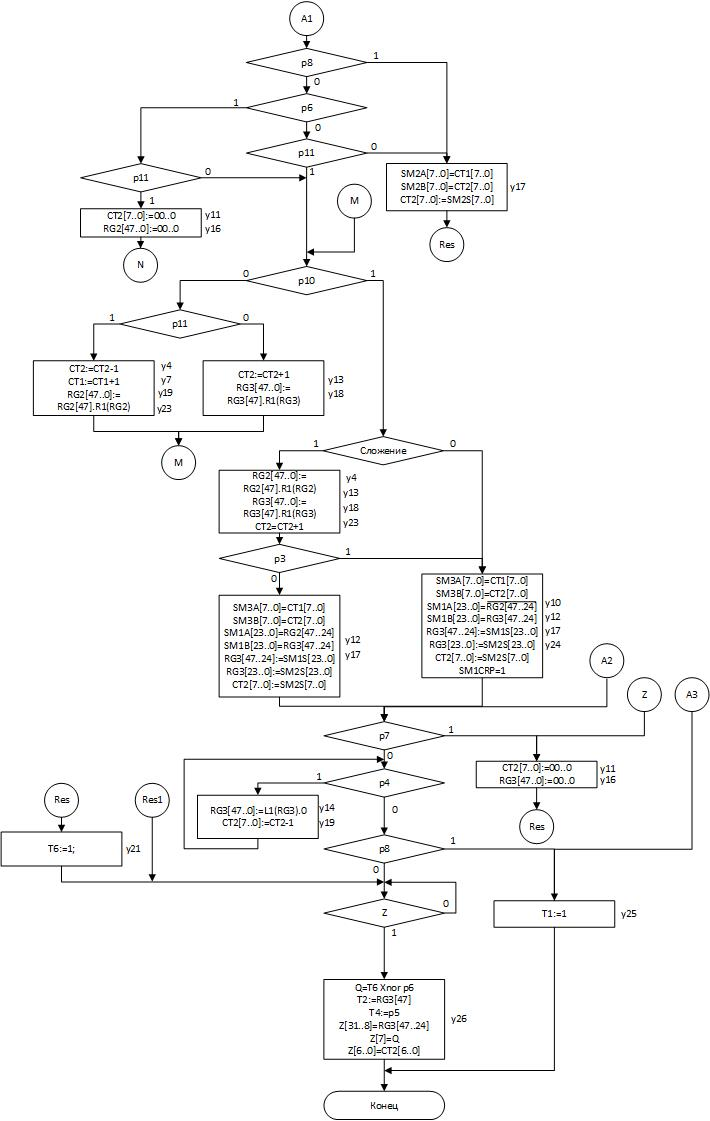 A1
p8
1
0
p6
1
0
p11
0
1
p11
0
1
SM2A[7..0]=CT1[7..0]
SM2B[7..0]=CT2[7..0]
CT2[7..0]:=SM2S[7..0]
y17
Res
CT2[7..0]:=00..0
RG2[47..0]:=00..0
y11
y16
N
M
p10
0
1
p11
1
0
CT2:=CT2-1
CT1:=CT1+1
RG2[47..0]:=
RG2[47].R1(RG2)
y4
y7
y19
y23
CT2:=CT2+1
RG3[47..0]:=
RG3[47].R1(RG3)
y13
y18
M
Сложение
1
0
RG2[47..0]:=
RG2[47].R1(RG2)
RG3[47..0]:=
RG3[47].R1(RG3)
CT2=CT2+1
y4
y13
y18
y23
p3
1
0
SM3A[7..0]=CT1[7..0]
SM3B[7..0]=CT2[7..0]
SM1A[23..0]=RG2[47..24]
SM1B[23..0]=RG3[47..24]
RG3[47..24]:=SM1S[23..0]
RG3[23..0]:=SM2S[23..0]
CT2[7..0]:=SM2S[7..0]
y12
y17
SM3A[7..0]=CT1[7..0]
SM3B[7..0]=CT2[7..0]
SM1A[23..0]=RG2[47..24]
SM1B[23..0]=RG3[47..24]
RG3[47..24]:=SM1S[23..0]
RG3[23..0]:=SM2S[23..0]
CT2[7..0]:=SM2S[7..0]
SM1CRP=1
y10
y12
y17
y24
A2
Z
A3
p7
1
0
CT2[7..0]:=00..0
RG3[47..0]:=00..0
y11
y16
Res
p4
1
0
RG3[47..0]:=L1(RG3).0
CT2[7..0]:=CT2-1
y14
y19
Res
Res1
T6:=1;
y21
p8
1
0
Z
0
1
T1:=1
y25
Q=T6 Xnor p6
T2:=RG3[47]
T4:=p5
Z[31..8]=RG3[47..24]
Z[7]=Q
Z[6..0]=CT2[6..0]
y26
Конец